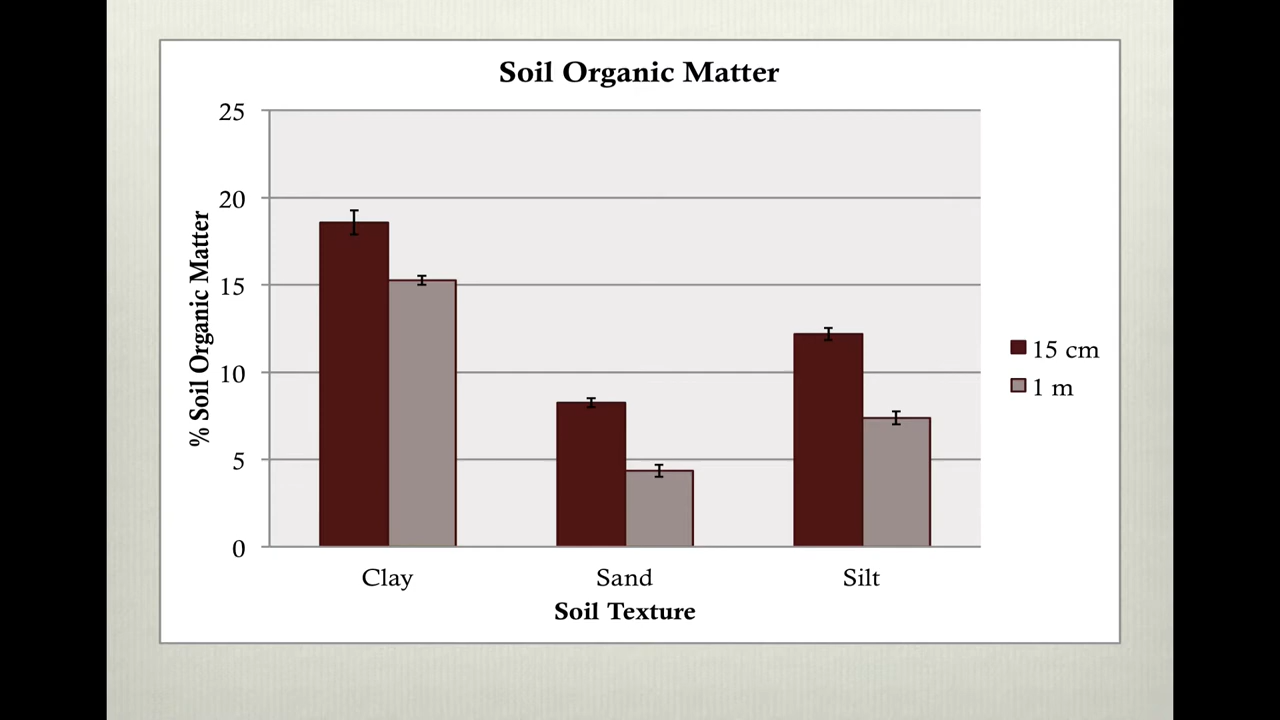 Soil Organic Matter
25
20
15
10
5
0
% Soil Organic Matter
Clay
Sand
Silt
Soil Texture
15 cm
1 m